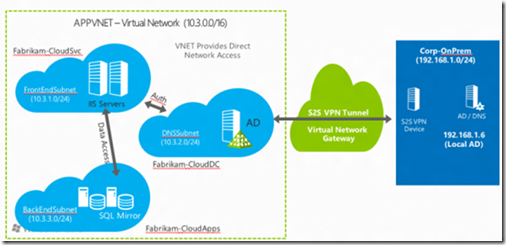 APPVNET – Virtual Network (10.3.0.0/16)
Fabrikam-CloudSvc
VNET Provides Direct
Network Access
FrontEndSubnet
(10.3.1.0/24)
IIS Servers
Auth
DNSSubnet
(10.3.2.0/24)
AD
Fabrikam-CloudDC
Data Access
BackEndSubnet
(10.3.3.0/24)
SQL Mirror
Fabrikam-CloudApps
S2S VPN Tunnel
Virtual Network
Gateway
Corp-OnPrem
(192.168.1.0/24)
S2S VPN
Device
AD / DNS
192.168.1.6
(Local AD)